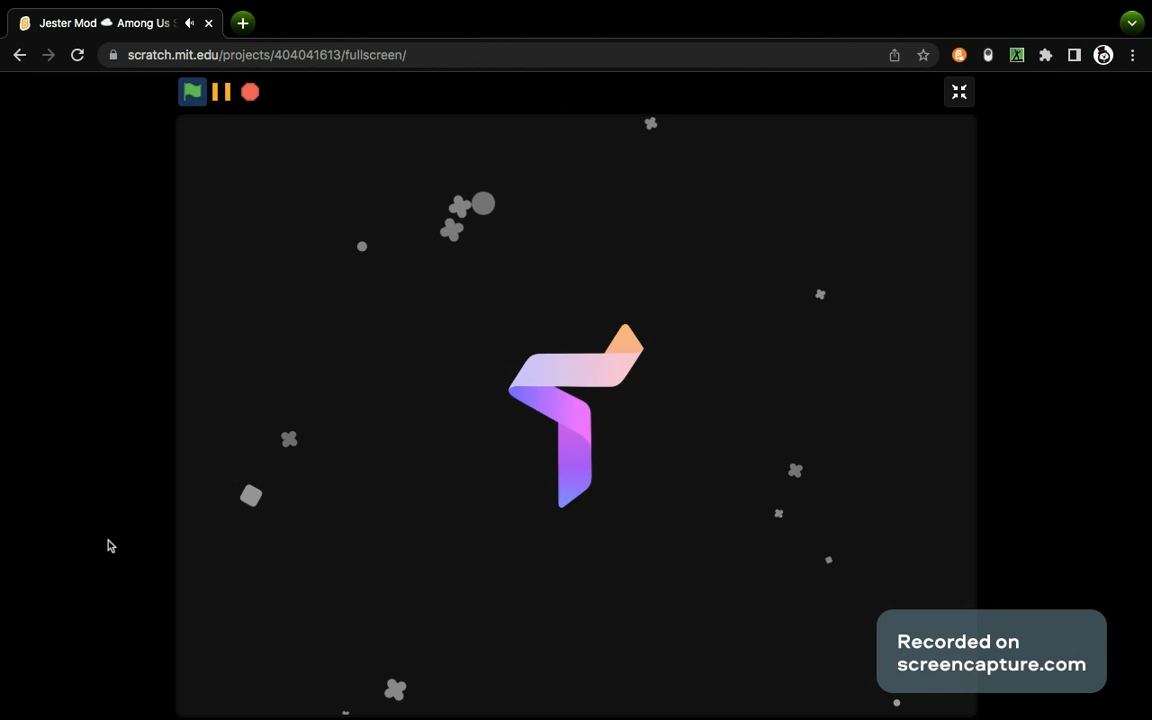 Jester Mod ☁ Among Us
scratch.mit.edu/projects/404041613/fullscreen/
Recorded on
screencapture.com